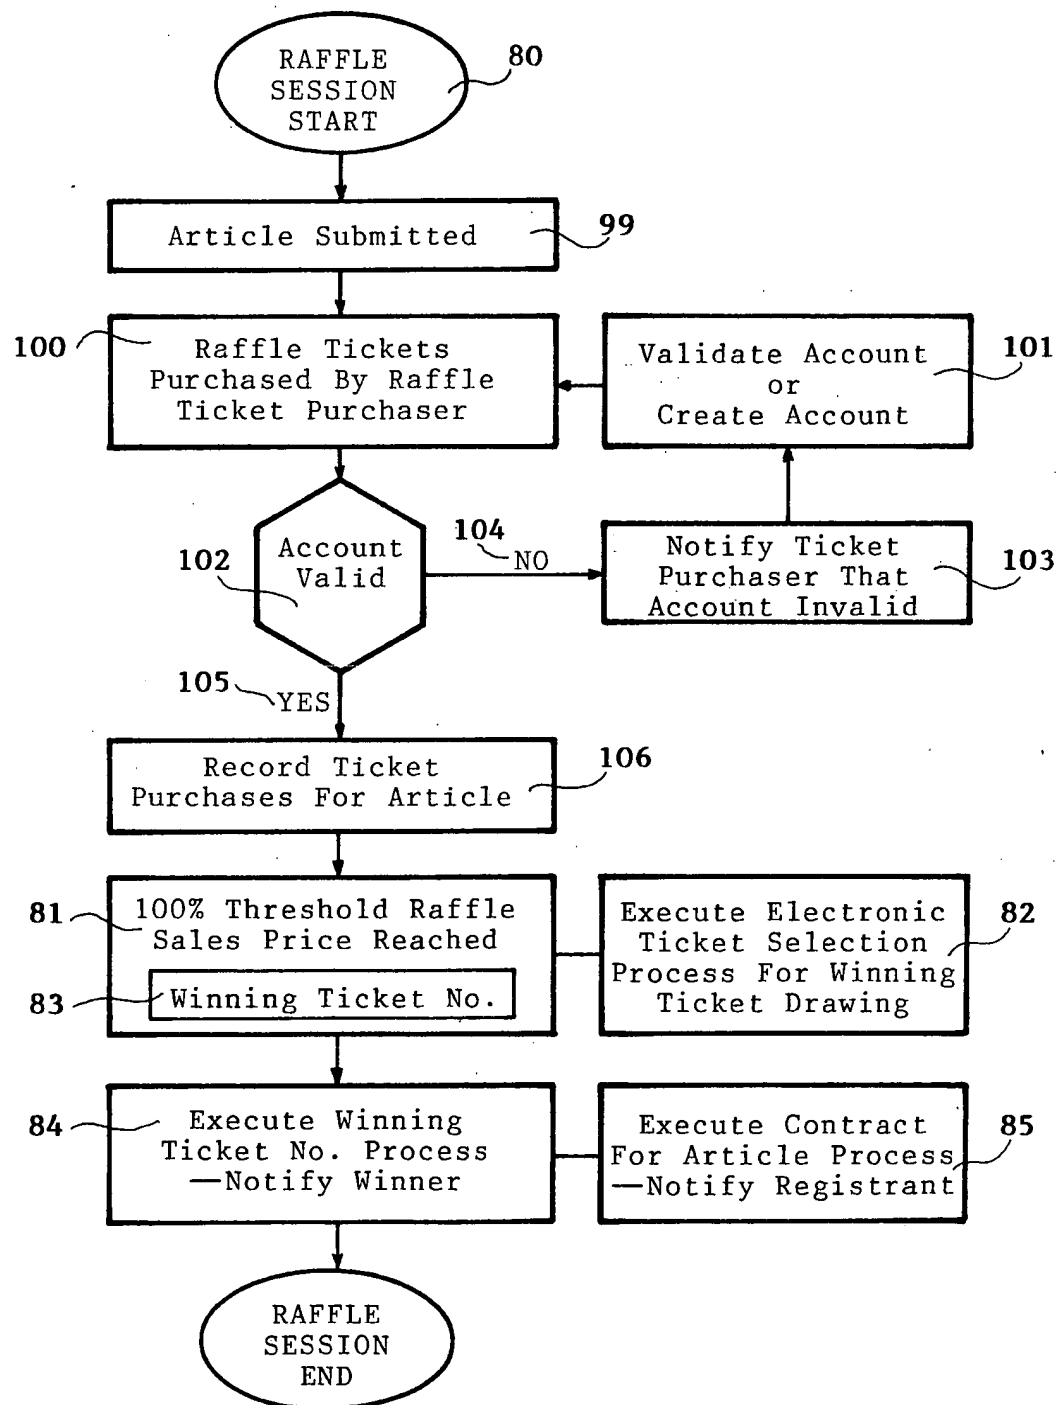 RAFFLE
SESSION
START
80
Article Submitted
99
100
Raffle Tickets
Purchased By Raffle
Ticket Purchaser
Validate Account
or
Create Account
101
102
Account
Valid
104
NO
Notify Ticket
Purchaser That
Account Invalid
103
105
YES
Record Ticket
Purchases For Article
106
81
100% Threshold Raffle
Sales Price Reached
83
Winning Ticket No.
Execute Electronic
Ticket Selection
Process For Winning
Ticket Drawing
82
84
Execute Winning
Ticket No. Process
—Notify Winner
Execute Contract
For Article Process
—Notify Registrant
85
RAFFLE
SESSION
END